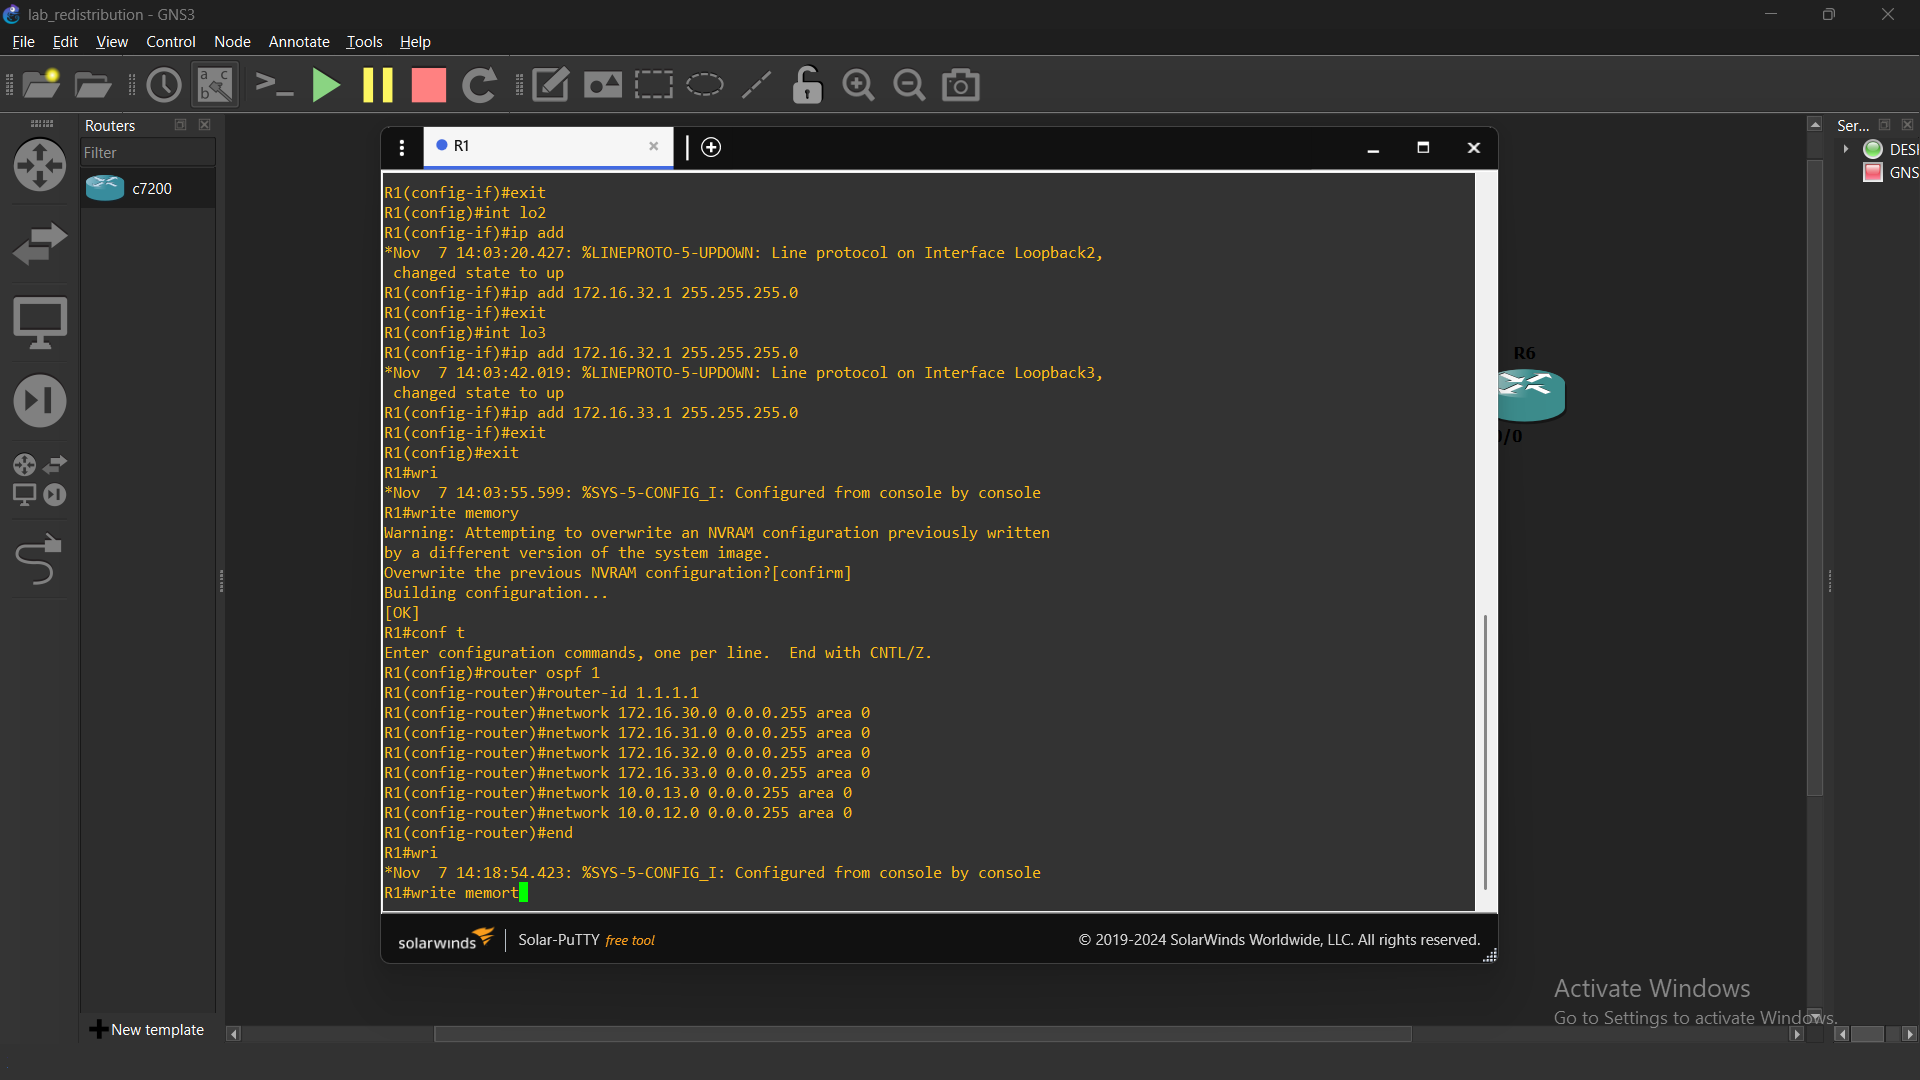 lab_redistribution - GNS3
File Edit View Control Node Annotate Tools Help
Routers
Filter
c7200
New template
R1
R1(config-if)#exit
R1(config)#int lo2
R1(config-if)#ip add
*Nov  7 14:03:20.427: %LINEPROTO-5-UPDOWN: Line protocol on Interface Loopback2,
changed state to up
R1(config-if)#ip add 172.16.32.1 255.255.255.0
R1(config-if)#exit
R1(config)#int lo3
R1(config-if)#ip add 172.16.32.1 255.255.255.0
*Nov  7 14:03:42.019: %LINEPROTO-5-UPDOWN: Line protocol on Interface Loopback3,
changed state to up
R1(config-if)#ip add 172.16.33.1 255.255.255.0
R1(config-if)#exit
R1(config)#exit
R1#wri
*Nov  7 14:03:55.599: %SYS-5-CONFIG_I: Configured from console by console
R1#write memory
Warning: Attempting to overwrite an NVRAM configuration previously written
by a different version of the system image.
Overwrite the previous NVRAM configuration?[confirm]
Building configuration...
[OK]
R1#conf t
Enter configuration commands, one per line.  End with CNTL/Z.
R1(config)#router ospf 1
R1(config-router)#router-id 1.1.1.1
R1(config-router)#network 172.16.30.0 0.0.0.255 area 0
R1(config-router)#network 172.16.31.0 0.0.0.255 area 0
R1(config-router)#network 172.16.32.0 0.0.0.255 area 0
R1(config-router)#network 172.16.33.0 0.0.0.255 area 0
R1(config-router)#network 10.0.13.0 0.0.0.255 area 0
R1(config-router)#network 10.0.12.0 0.0.0.255 area 0
R1(config-router)#end
R1#wri
*Nov  7 14:18:54.423: %SYS-5-CONFIG_I: Configured from console by console
R1#write memort
solarwinds Solar-PuTTY free tool © 2019-2024 SolarWinds Worldwide, LLC. All rights reserved.
R6
/0
Ser...
DESH
GNS
Activate Windows
Go to Settings to activate Windows.